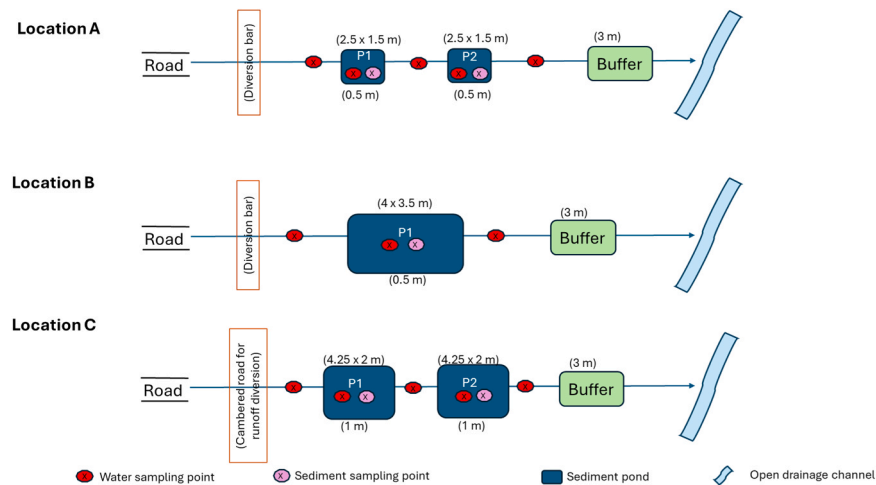 Location A
(2.5 x 1.5 m) (2.5 x 1.5 m) (3 m)
Road (Diversion bar) x P1 x x x P2 x x x Buffer
(0.5 m) (0.5 m)
Location B
(4 x 3.5 m) (3 m)
Road (Diversion bar) x P1 x x x Buffer
(0.5 m)
Location C
(4.25 x 2 m) (4.25 x 2 m) (3 m)
Road (Cambered road for runoff diversion) x P1 x x x P2 x x x Buffer
(1 m) (1 m)
x Water sampling point x Sediment sampling point Sediment pond Open drainage channel